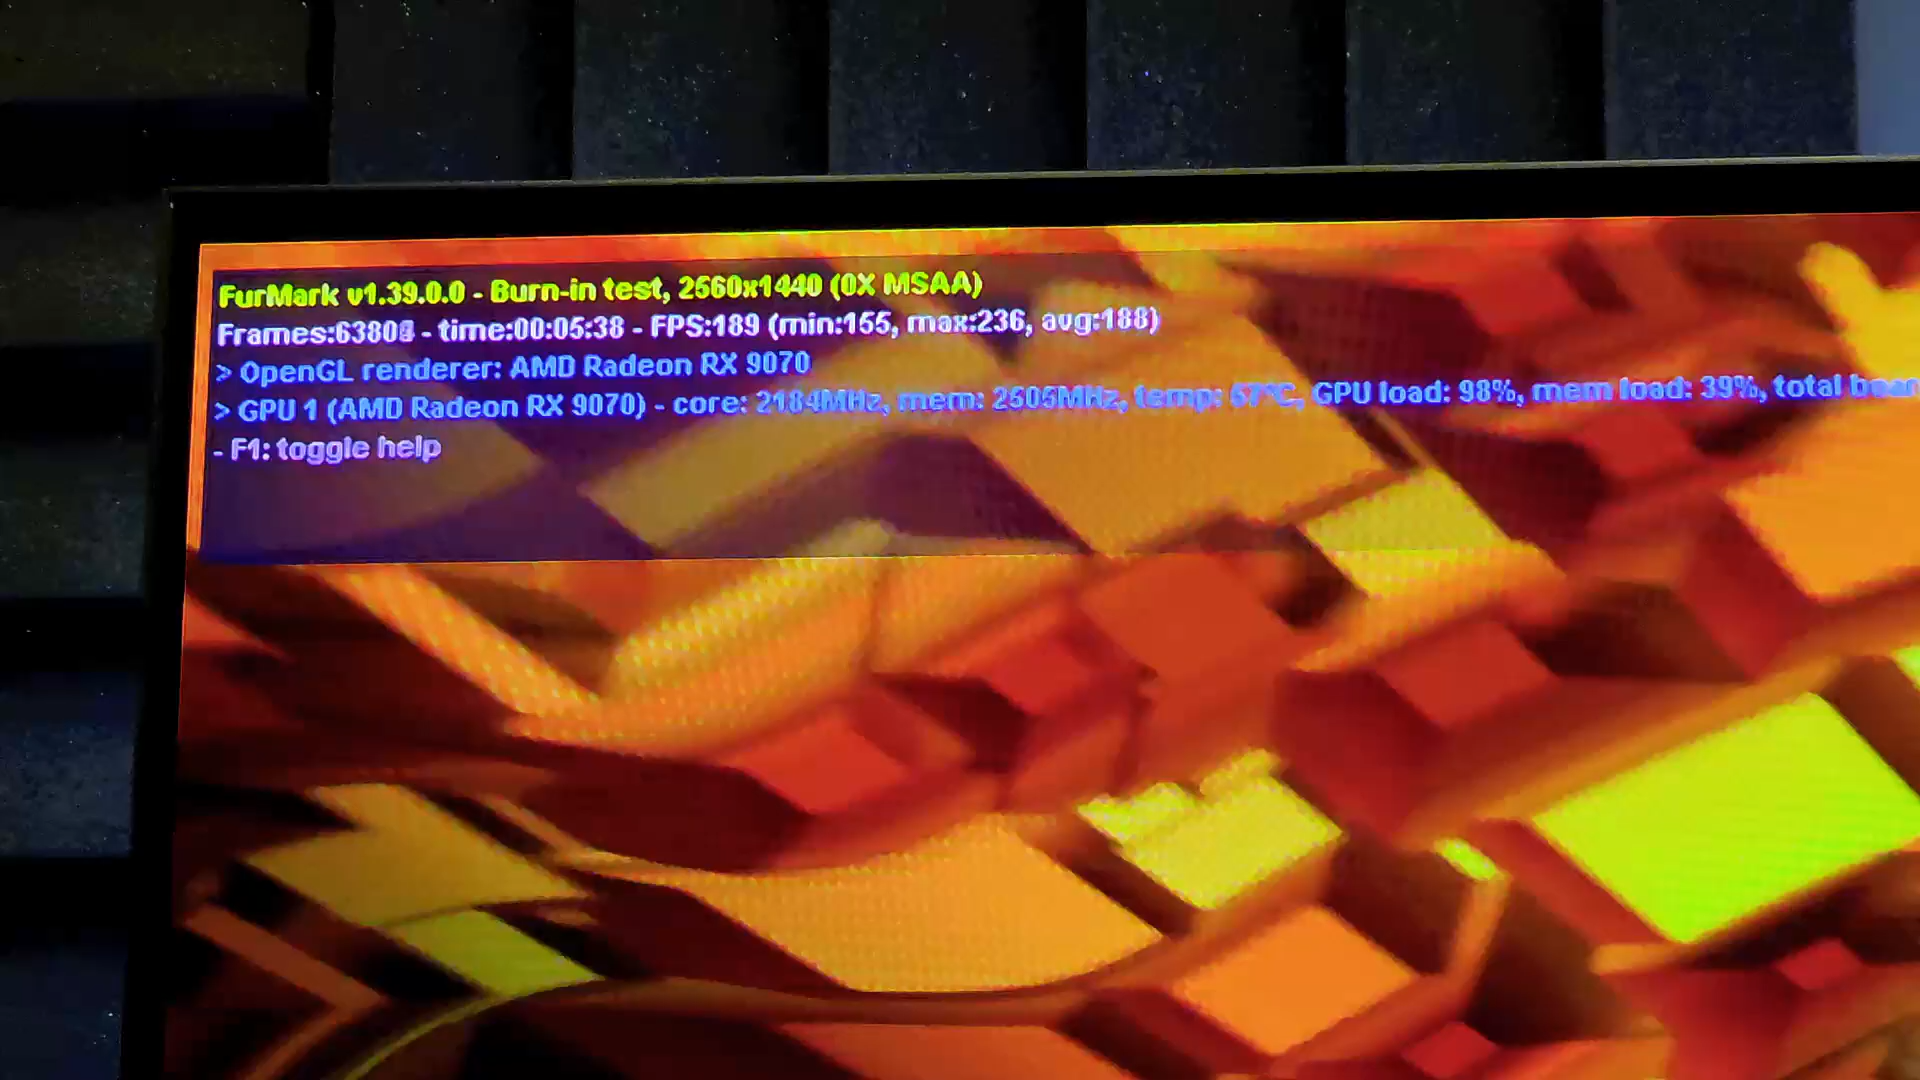 FurMark v1.39.0.0 - Burn-in test, 2560x1440 (0X MSAA)
Frames: - time:00:05:38 - FPS:189 (min:155, max:236, avg:188)
> OpenGL renderer: AMD Radeon RX 9070
> GPU 1 (AMD Radeon RX 9070) - core: 2184MHz, mem: 2505MHz, temp: 57°C, GPU load: 98%, mem load: 39%, total
- F1: toggle help